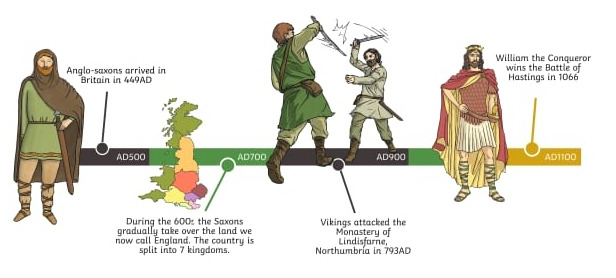 Anglo-saxons arrived in
Britain in 449AD
William the Conqueror
wins the Battle of
Hastings in 1066
AD500
AD700
AD900
AD1100
During the 600s, the Saxons
gradually take over the land we
now call England. The country is
split into 7 kingdoms.
Vikings attacked the
Monastery of
Lindisfarne,
Northumbria in 793AD